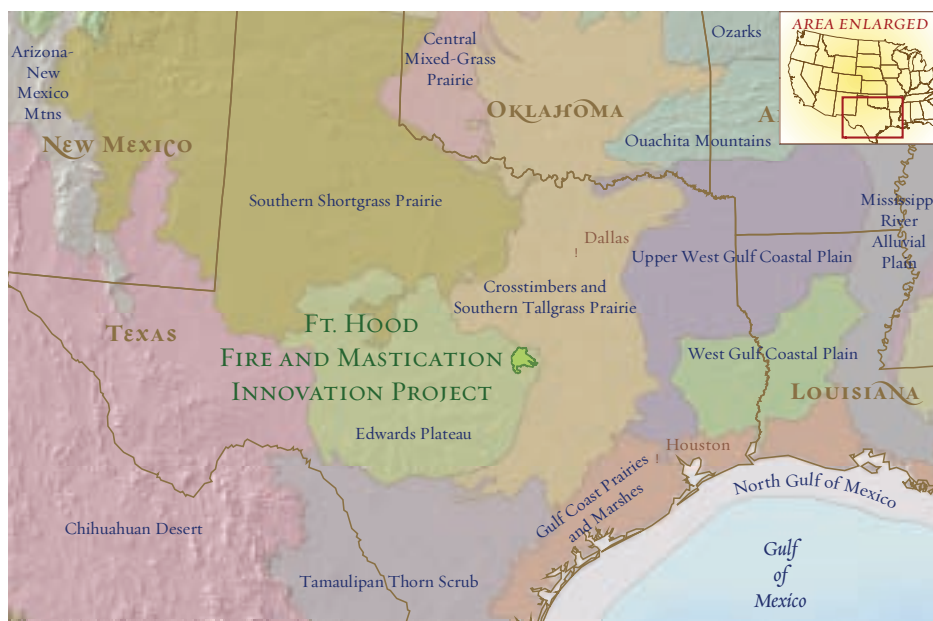 Arizona-
New
Mexico
Mtns
Central
Mixed-Grass
Prairie
Ozarks
AREA ENLARGED
OKLAHOMA
A
NEW MEXICO
Ouachita Mountains
Southern Shortgrass Prairie
Mississipp
River
Alluvial
Plain
Dallas
Upper West Gulf Coastal Plain
Crosstimbers and
Southern Tallgrass Prairie
TEXAS
FT. HOOD
FIRE AND MASTICATION
INNOVATION PROJECT
West Gulf Coastal Plain
LOUISIANA
Edwards Plateau
Houston
Gulf Coast Prairies
and Marshes
North Gulf of Mexico
Chihuahuan Desert
Tamaulipan Thorn Scrub
Gulf
of
Mexico